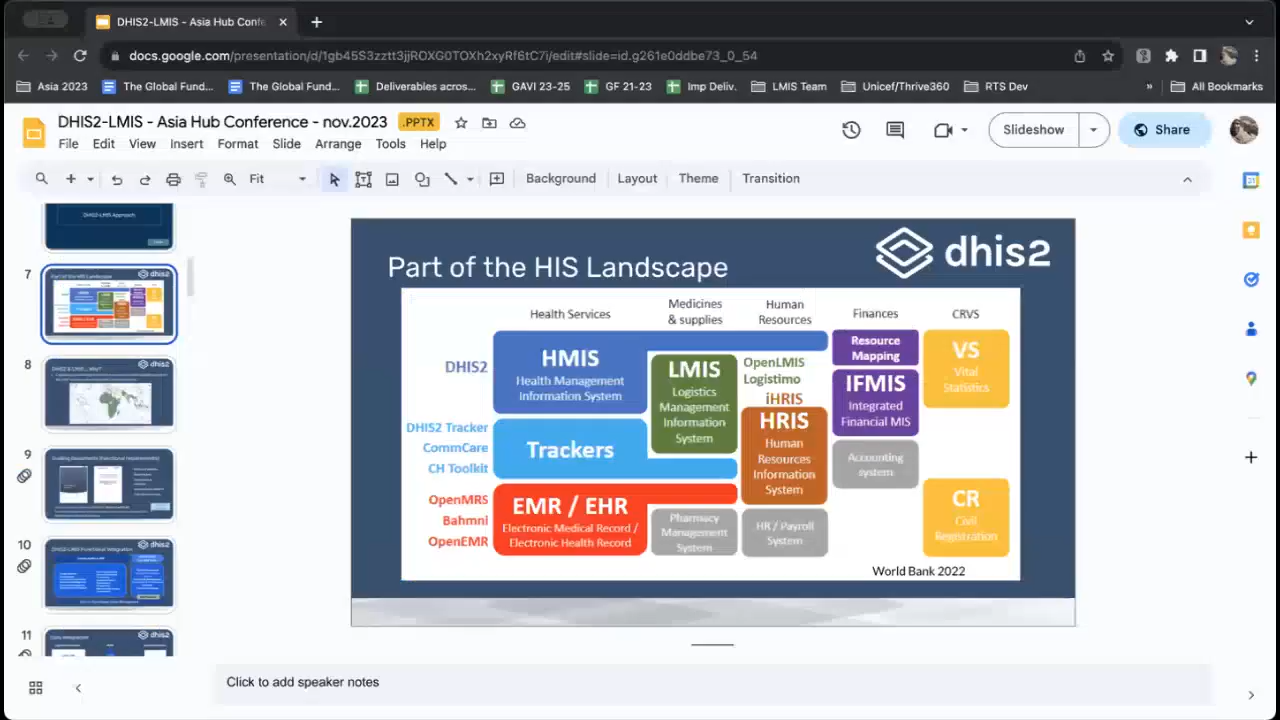 DHIS2-LMIS - Asia Hub Confe
docs.google.com/presentation/d/1gb45S3zztt3jjROXG0TOXh2xyRf6tC7i/edit#slide=id.g261e0ddbe73_0_54
Asia 2023
The Global Fund...
The Global Fund...
Deliverables acros...
GAVI 23-25
GF 21-23
Imp Deliv.
LMIS Team
Unicef/Thrive360
RTS Dev
»
All Bookmarks
DHIS2-LMIS - Asia Hub Conference - nov.2023
.PPTX
File Edit View Insert Format Slide Arrange Tools Help
Slideshow
Share
Fit
Background
Layout
Theme
Transition
DHIS2-LMIS Approach
7
8
9
10
11
Part of the HIS Landscape
dhis2
Health Services
Medicines
& supplies
Human
Resources
Finances
CRVS
DHIS2
HMIS
Health Management
Information System
LMIS
Logistics
Management
Information
System
OpenLMIS
Logistimo
iHRIS
HRIS
Human
Resources
Information
System
Resource
Mapping
IFMIS
Integrated
Financial MIS
VS
Vital
Statistics
DHIS2 Tracker
CommCare
CH Toolkit
Trackers
Accounting
system
OpenMRS
Bahmni
OpenEMR
EMR / EHR
Electronic Medical Record /
Electronic Health Record
Pharmacy
Management
System
HR / Payroll
System
CR
Civil
Registration
World Bank 2022
Click to add speaker notes